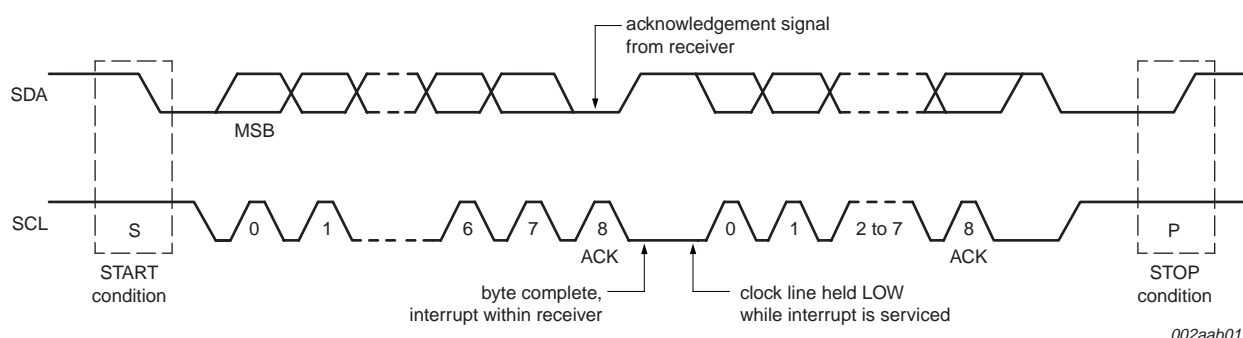 acknowledgement signal
from receiver
SDA
MSB
SCL
S
0
1
6
7
8
0
1
2 to 7
8
P
ACK
ACK
START
condition
STOP
condition
byte complete,
interrupt within receiver
clock line held LOW
while interrupt is serviced